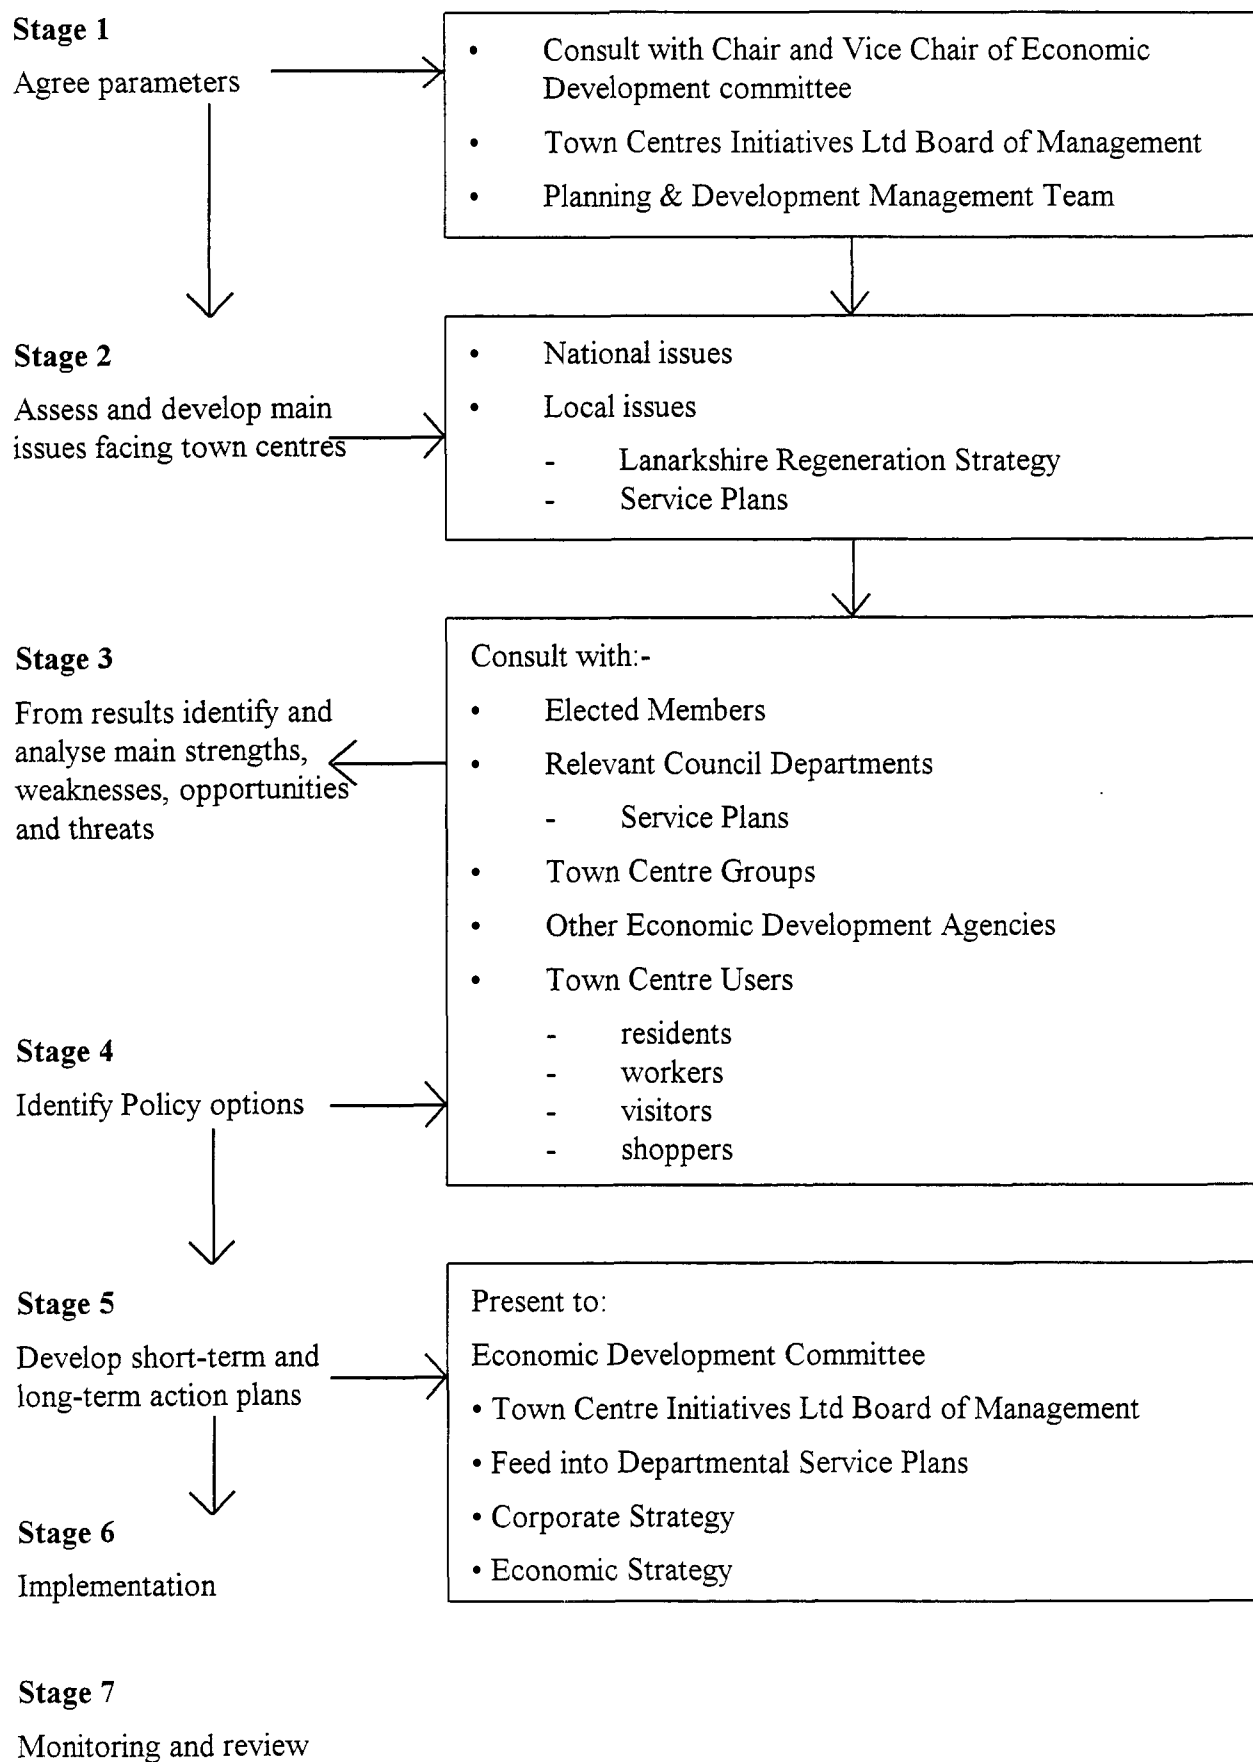 Stage 1
Agree parameters
• Consult with Chair and Vice Chair of Economic
Development committee
• Town Centres Initiatives Ltd Board of Management
• Planning & Development Management Team
Stage 2
Assess and develop main
issues facing town centres
• National issues
• Local issues
- Lanarkshire Regeneration Strategy
- Service Plans
Stage 3
From results identify and
analyse main strengths,
weaknesses, opportunities
and threats
Consult with:-
• Elected Members
• Relevant Council Departments
- Service Plans
• Town Centre Groups
• Other Economic Development Agencies
• Town Centre Users
- residents
- workers
- visitors
- shoppers
Stage 4
Identify Policy options
Stage 5
Develop short-term and
long-term action plans
Present to:
Economic Development Committee
• Town Centre Initiatives Ltd Board of Management
• Feed into Departmental Service Plans
• Corporate Strategy
• Economic Strategy
Stage 6
Implementation
Stage 7
Monitoring and review